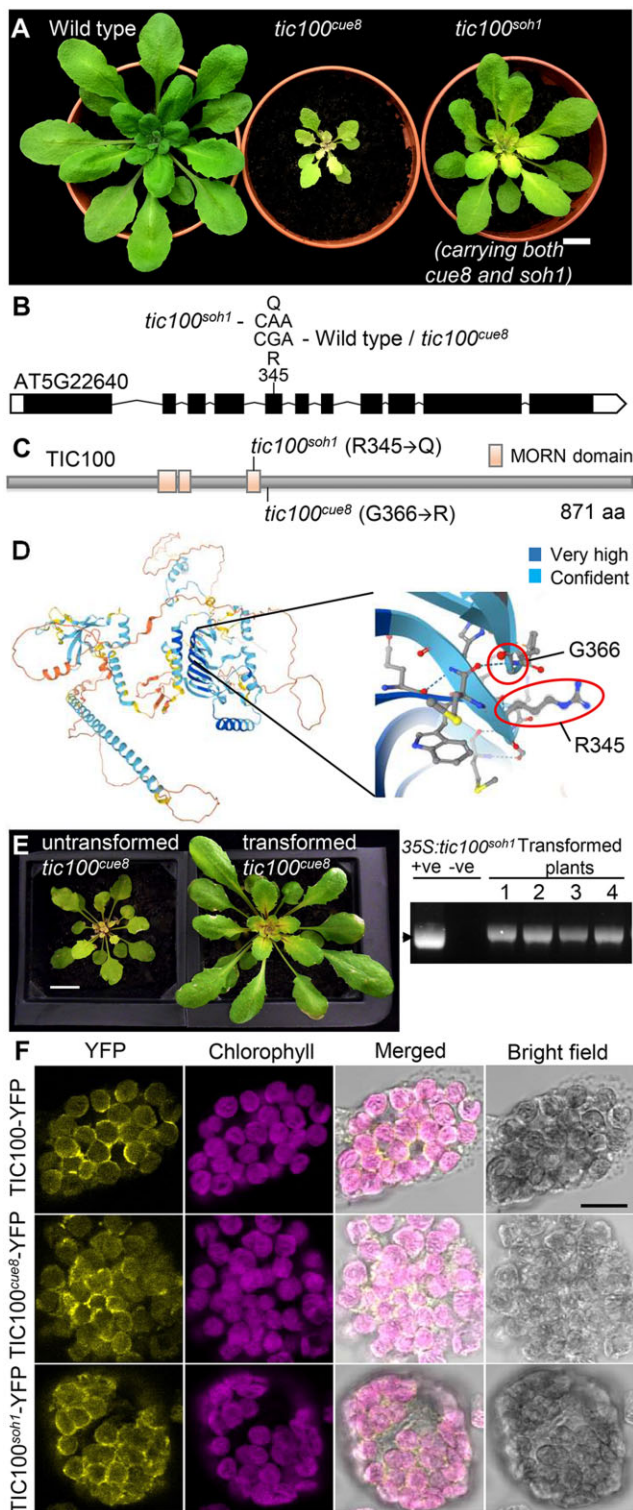 A
Wild type
tic100cue8
tic100soh1
(carrying both
cue8 and soh1)
B
Q
tic100soh1 - CAA
CGA - Wild type / tic100cue8
R
345
AT5G22640
C
TIC100
tic100soh1 (R345→Q)
MORN domain
tic100cue8 (G366→R)
871 aa
D
Very high
Confident
G366
R345
E
untransformed
tic100cue8
transformed
tic100cue8
35S:tic100soh1 Transformed
+ve -ve plants
1 2 3 4
F
YFP Chlorophyll Merged Bright field
TIC100-YFP
TIC100cue8-YFP
TIC100soh1-YFP